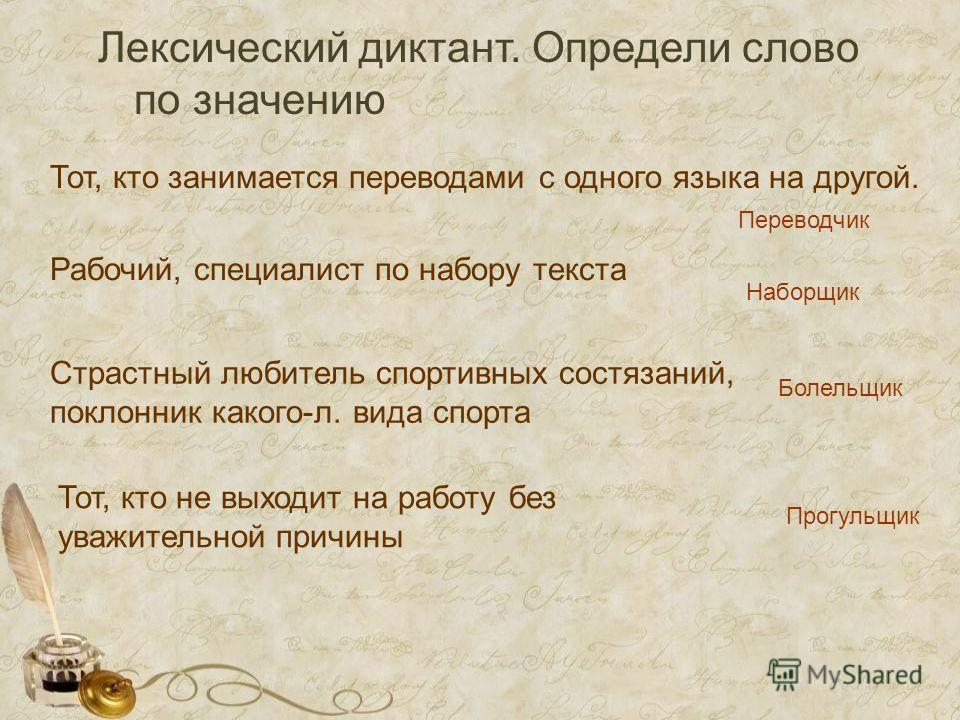 Лексический диктант. Определи слово
по значению
Тот, кто занимается переводами с одного языка на другой.
Переводчик
Рабочий, специалист по набору текста
Наборщик
Страстный любитель спортивных состязаний,
поклонник какого-л. вида спорта
Болельщик
Тот, кто не выходит на работу без
уважительной причины
Прогульщик
MyShared